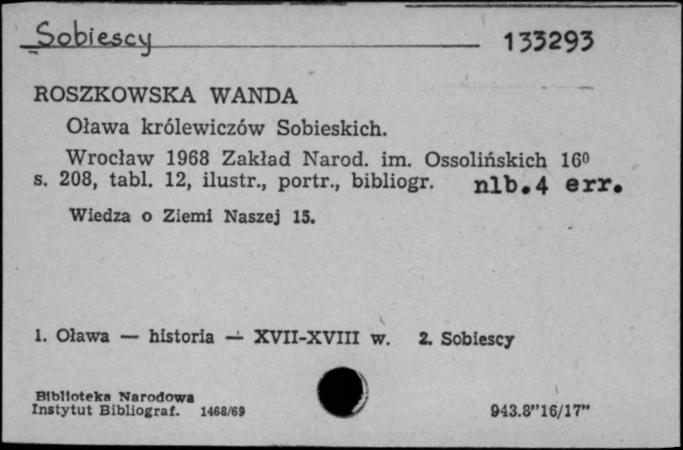 Sobiescy 133293
ROSZKOWSKA WANDA
Oława królewiczów Sobieskich.
Wrocław 1968 Zakład Narod. im. Ossolińskich 16⁰
s. 208, tabl. 12, ilustr., portr., bibliogr. nlb.4 err.
Wiedza o Ziemi Naszej 15.
1. Oława — historia — XVII-XVIII w. 2. Sobiescy
Biblioteka Narodowa
Instytut Bibliograf. 1468/69 943.8"16/17"